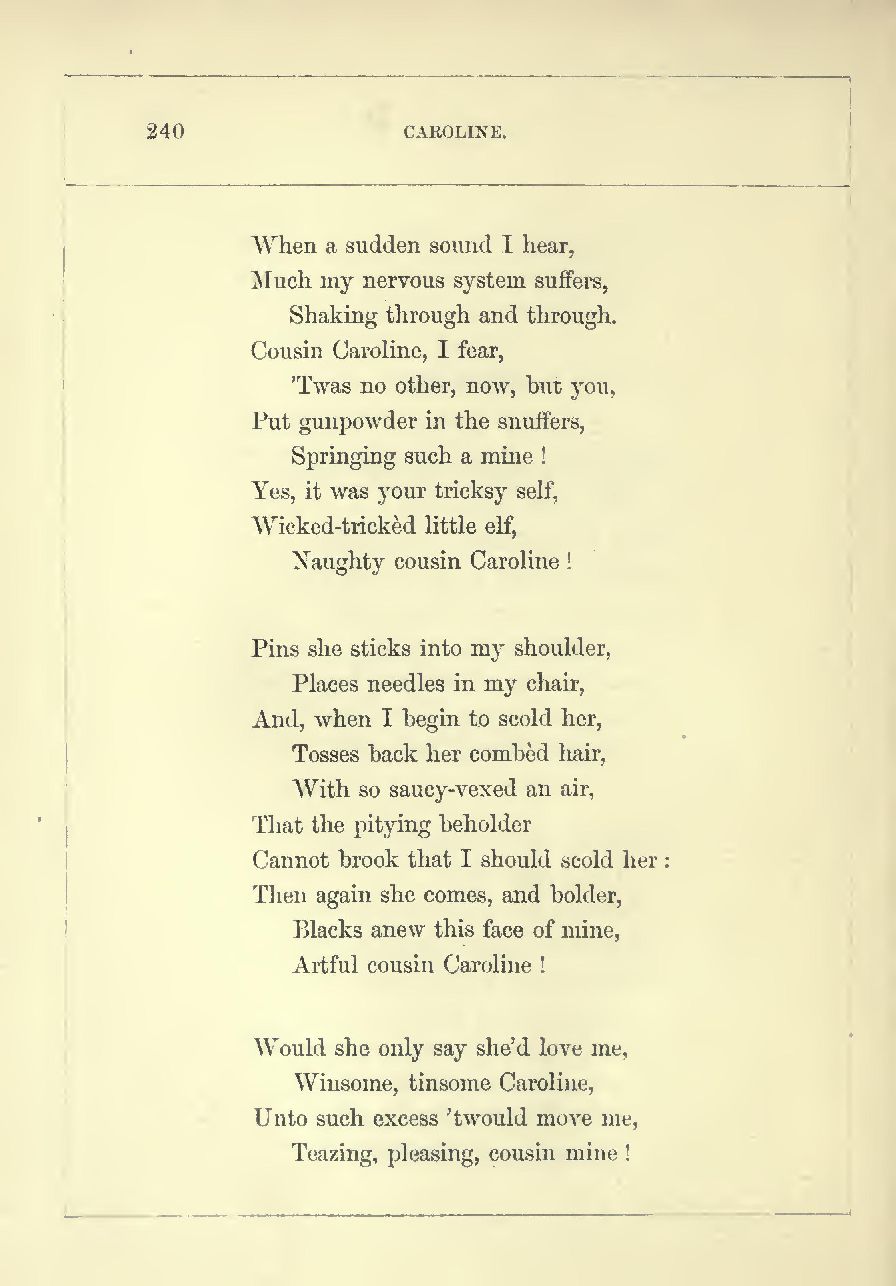 240 CAROLINE.
When a sudden sound I hear,
Much my nervous system suffers,
Shaking through and through.
Cousin Caroline, I fear,
'Twas no other, now, but you,
Put gunpowder in the snuffers,
Springing such a mine !
Yes, it was your tricksy self,
Wicked-trickèd little elf,
Naughty cousin Caroline !
Pins she sticks into my shoulder,
Places needles in my chair,
And, when I begin to scold her,
Tosses back her combèd hair,
With so saucy-vexed an air,
That the pitying beholder
Cannot brook that I should scold her :
Then again she comes, and bolder,
Blacks anew this face of mine,
Artful cousin Caroline !
Would she only say she'd love me,
Winsome, tinsome Caroline,
Unto such excess 'twould move me,
Teazing, pleasing, cousin mine !